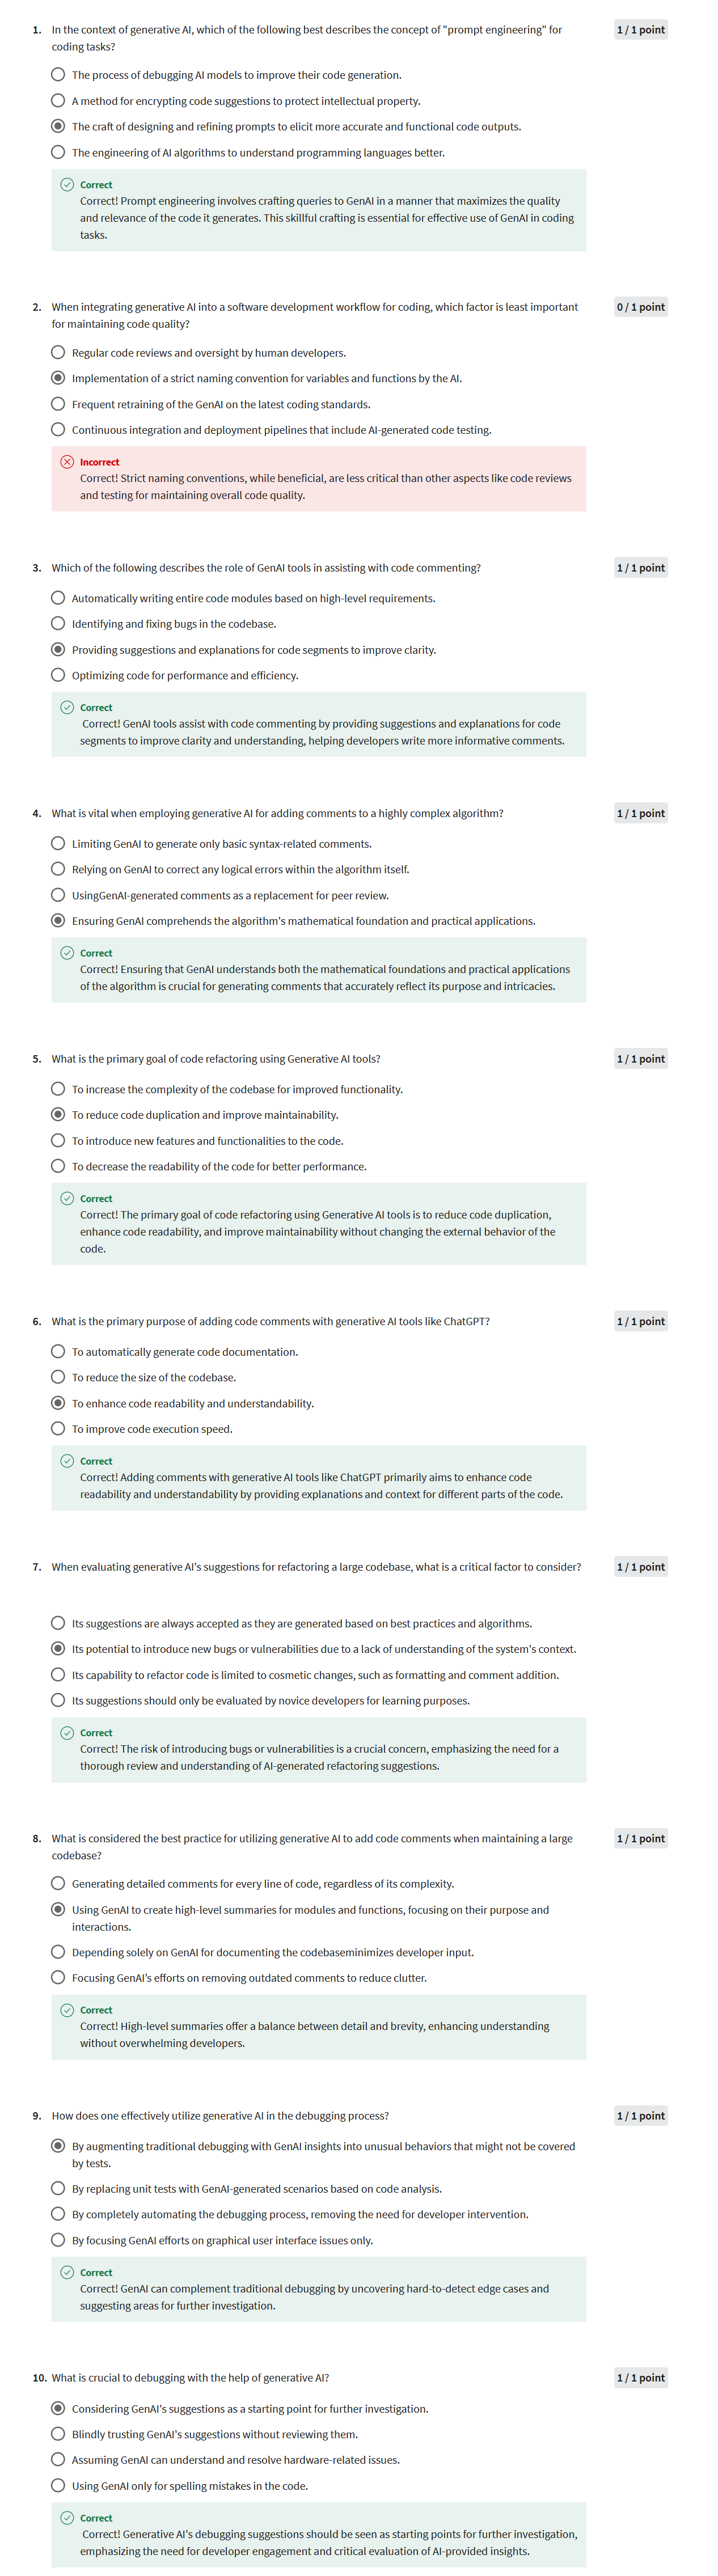 1. In the context of generative AI, which of the following best describes the concept of "prompt engineering" for
coding tasks?
1 / 1 point
The process of debugging AI models to improve their code generation.
A method for encrypting code suggestions to protect intellectual property.
The craft of designing and refining prompts to elicit more accurate and functional code outputs.
The engineering of AI algorithms to understand programming languages better.
Correct
Correct! Prompt engineering involves crafting queries to GenAI in a manner that maximizes the quality
and relevance of the code it generates. This skillful crafting is essential for effective use of GenAI in coding
tasks.
2. When integrating generative AI into a software development workflow for coding, which factor is least important
for maintaining code quality?
0 / 1 point
Regular code reviews and oversight by human developers.
Implementation of a strict naming convention for variables and functions by the AI.
Frequent retraining of the GenAI on the latest coding standards.
Continuous integration and deployment pipelines that include AI-generated code testing.
Incorrect
Correct! Strict naming conventions, while beneficial, are less critical than other aspects like code reviews
and testing for maintaining overall code quality.
3. Which of the following describes the role of GenAI tools in assisting with code commenting?
1 / 1 point
Automatically writing entire code modules based on high-level requirements.
Identifying and fixing bugs in the codebase.
Providing suggestions and explanations for code segments to improve clarity.
Optimizing code for performance and efficiency.
Correct
Correct! GenAI tools assist with code commenting by providing suggestions and explanations for code
segments to improve clarity and understanding, helping developers write more informative comments.
4. What is vital when employing generative AI for adding comments to a highly complex algorithm?
1 / 1 point
Limiting GenAI to generate only basic syntax-related comments.
Relying on GenAI to correct any logical errors within the algorithm itself.
UsingGenAI-generated comments as a replacement for peer review.
Ensuring GenAI comprehends the algorithm's mathematical foundation and practical applications.
Correct
Correct! Ensuring that GenAI understands both the mathematical foundations and practical applications
of the algorithm is crucial for generating comments that accurately reflect its purpose and intricacies.
5. What is the primary goal of code refactoring using Generative AI tools?
1 / 1 point
To increase the complexity of the codebase for improved functionality.
To reduce code duplication and improve maintainability.
To introduce new features and functionalities to the code.
To decrease the readability of the code for better performance.
Correct
Correct! The primary goal of code refactoring using Generative AI tools is to reduce code duplication,
enhance code readability, and improve maintainability without changing the external behavior of the
code.
6. What is the primary purpose of adding code comments with generative AI tools like ChatGPT?
1 / 1 point
To automatically generate code documentation.
To reduce the size of the codebase.
To enhance code readability and understandability.
To improve code execution speed.
Correct
Correct! Adding comments with generative AI tools like ChatGPT primarily aims to enhance code
readability and understandability by providing explanations and context for different parts of the code.
7. When evaluating generative AI's suggestions for refactoring a large codebase, what is a critical factor to consider?
1 / 1 point
Its suggestions are always accepted as they are generated based on best practices and algorithms.
Its potential to introduce new bugs or vulnerabilities due to a lack of understanding of the system's context.
Its capability to refactor code is limited to cosmetic changes, such as formatting and comment addition.
Its suggestions should only be evaluated by novice developers for learning purposes.
Correct
Correct! The risk of introducing bugs or vulnerabilities is a crucial concern, emphasizing the need for a
thorough review and understanding of AI-generated refactoring suggestions.
8. What is considered the best practice for utilizing generative AI to add code comments when maintaining a large
codebase?
1 / 1 point
Generating detailed comments for every line of code, regardless of its complexity.
Using GenAI to create high-level summaries for modules and functions, focusing on their purpose and
interactions.
Depending solely on GenAI for documenting the codebaseminimizes developer input.
Focusing GenAI's efforts on removing outdated comments to reduce clutter.
Correct
Correct! High-level summaries offer a balance between detail and brevity, enhancing understanding
without overwhelming developers.
9. How does one effectively utilize generative AI in the debugging process?
1 / 1 point
By augmenting traditional debugging with GenAI insights into unusual behaviors that might not be covered
by tests.
By replacing unit tests with GenAI-generated scenarios based on code analysis.
By completely automating the debugging process, removing the need for developer intervention.
By focusing GenAI efforts on graphical user interface issues only.
Correct
Correct! GenAI can complement traditional debugging by uncovering hard-to-detect edge cases and
suggesting areas for further investigation.
10. What is crucial to debugging with the help of generative AI?
1 / 1 point
Considering GenAI's suggestions as a starting point for further investigation.
Blindly trusting GenAI's suggestions without reviewing them.
Assuming GenAI can understand and resolve hardware-related issues.
Using GenAI only for spelling mistakes in the code.
Correct
Correct! Generative AI's debugging suggestions should be seen as starting points for further investigation,
emphasizing the need for developer engagement and critical evaluation of AI-provided insights.